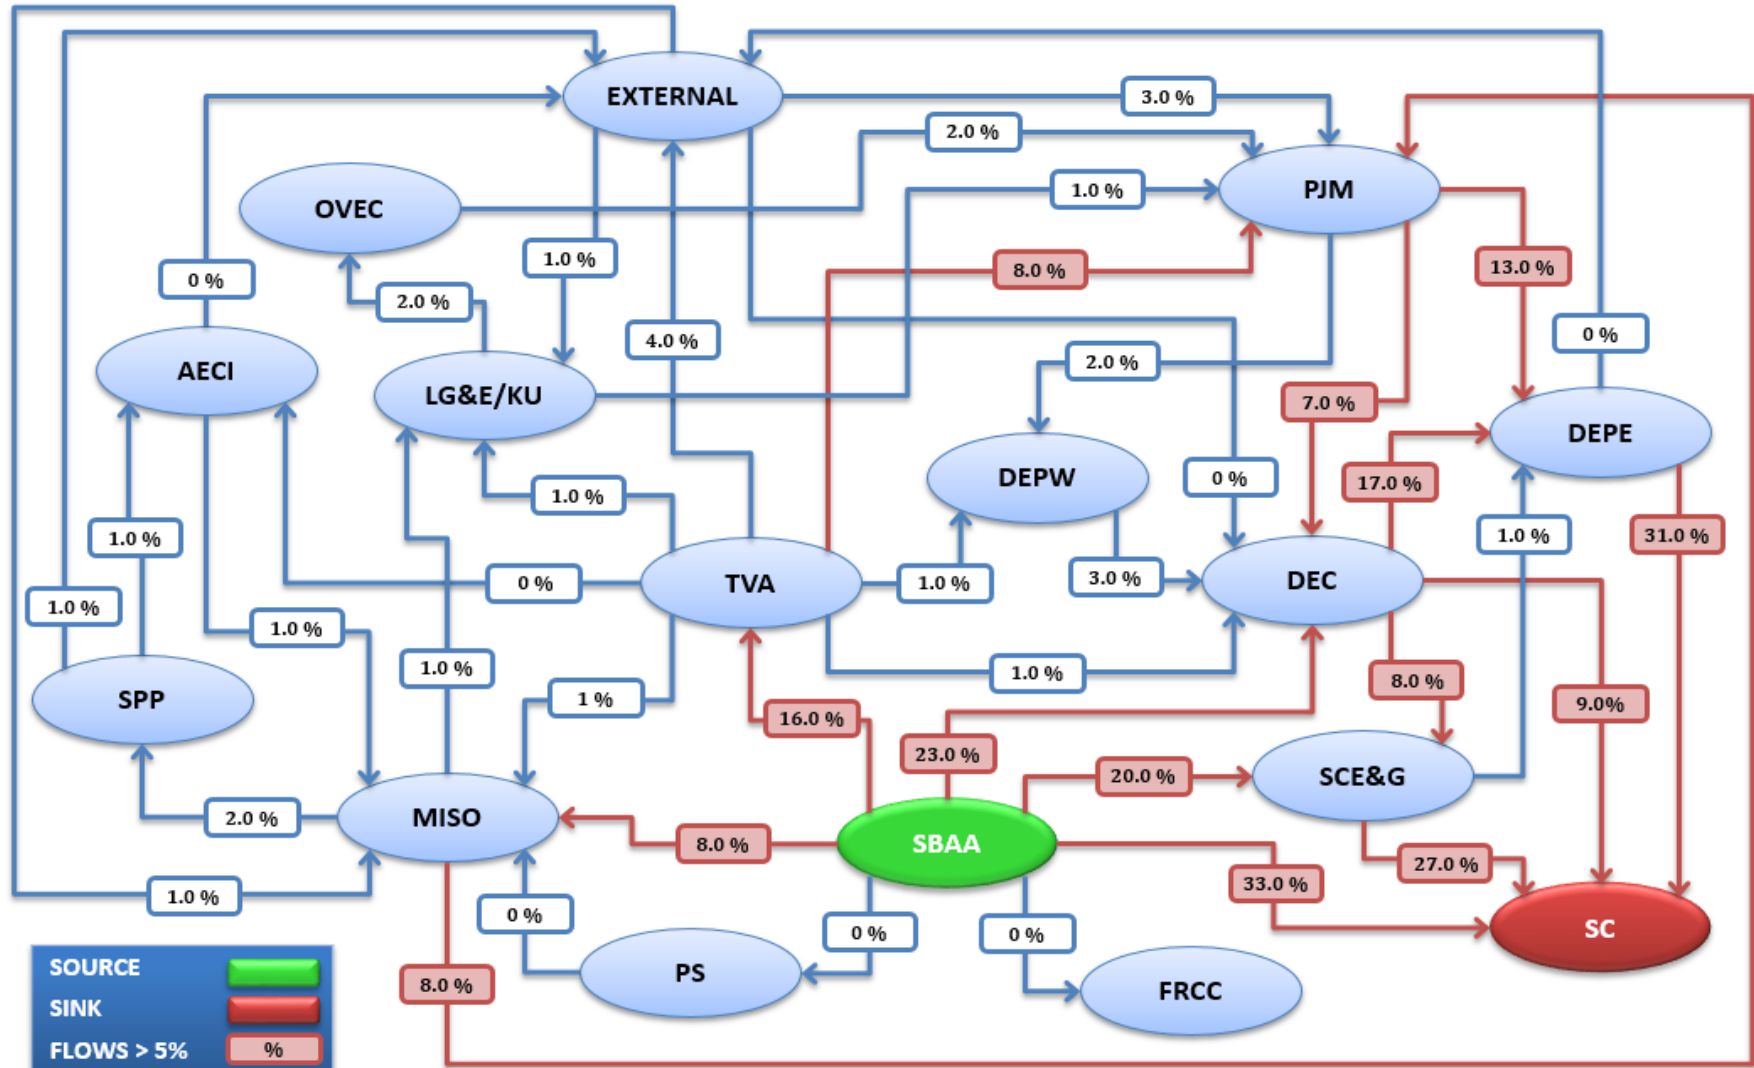 EXTERNAL
3.0 %
2.0 %
PJM
1.0 %
OVEC
1.0 %
8.0 %
13.0 %
0 %
2.0 %
4.0 %
0 %
AECI
LG&E/KU
2.0 %
7.0 %
DEPE
DEPW
0 %
17.0 %
1.0 %
1.0 %
1.0 %
31.0 %
0 %
TVA
1.0 %
3.0 %
DEC
1.0 %
1.0 %
1.0 %
1.0 %
8.0 %
SPP
1 %
16.0 %
9.0%
23.0 %
20.0 %
SCE&G
2.0 %
MISO
8.0 %
SBAA
27.0 %
33.0 %
1.0 %
0 %
0 %
0 %
SC
PS
FRCC
8.0 %
SOURCE
SINK
FLOWS > 5%
%